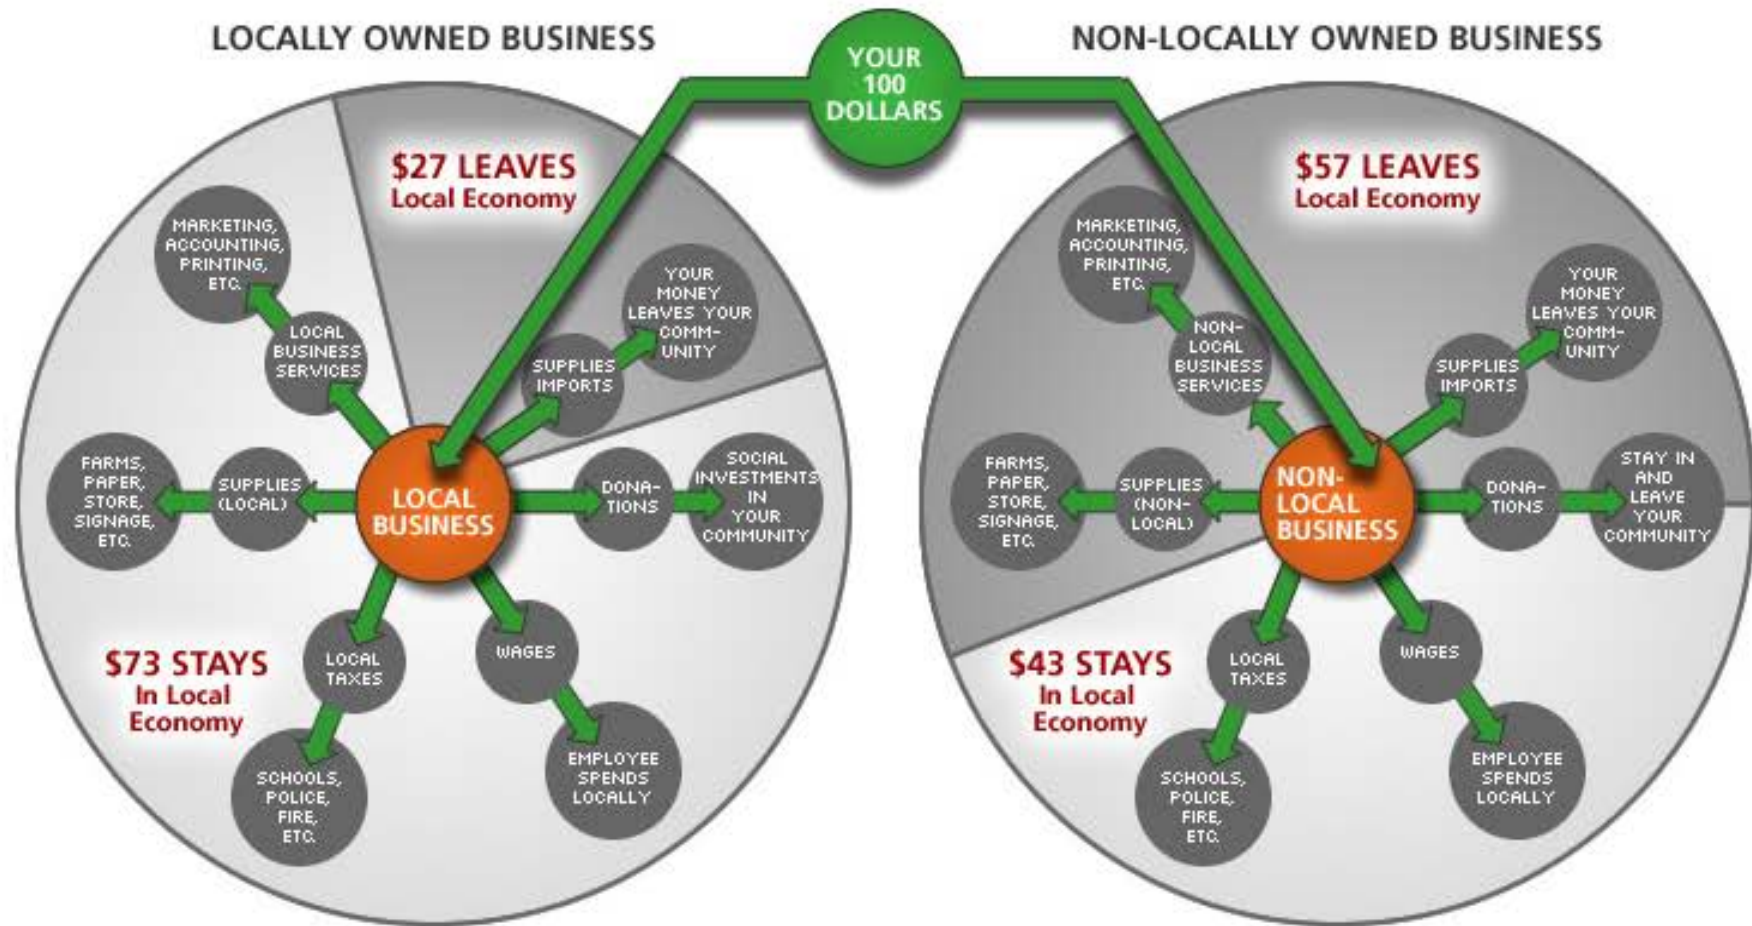 LOCALLY OWNED BUSINESS
YOUR
100
DOLLARS
NON-LOCALLY OWNED BUSINESS
$27 LEAVES
Local Economy
MARKETING,
ACCOUNTING,
PRINTING,
ETC.
YOUR
MONEY
LEAVES YOUR
COMM-
UNITY
LOCAL
BUSINESS
SERVICES
SUPPLIES
IMPORTS
FARMS,
PAPER,
STORE,
SIGNAGE,
ETC.
SUPPLIES
(LOCAL)
LOCAL
BUSINESS
DONA-
TIONS
SOCIAL
INVESTMENTS
IN
YOUR
COMMUNITY
$73 STAYS
In Local
Economy
LOCAL
TAXES
WAGES
SCHOOLS,
POLICE,
FIRE,
ETC.
EMPLOYEE
SPENDS
LOCALLY
$57 LEAVES
Local Economy
MARKETING,
ACCOUNTING,
PRINTING,
ETC.
YOUR
MONEY
LEAVES YOUR
COMM-
UNITY
NON-
LOCAL
BUSINESS
SERVICES
SUPPLIES
IMPORTS
FARMS,
PAPER,
STORE,
SIGNAGE,
ETC.
SUPPLIES
(NON-
LOCAL)
NON-
LOCAL
BUSINESS
DONA-
TIONS
STAY IN
AND
LEAVE
YOUR
COMMUNITY
$43 STAYS
In Local
Economy
LOCAL
TAXES
WAGES
SCHOOLS,
POLICE,
FIRE,
ETC.
EMPLOYEE
SPENDS
LOCALLY